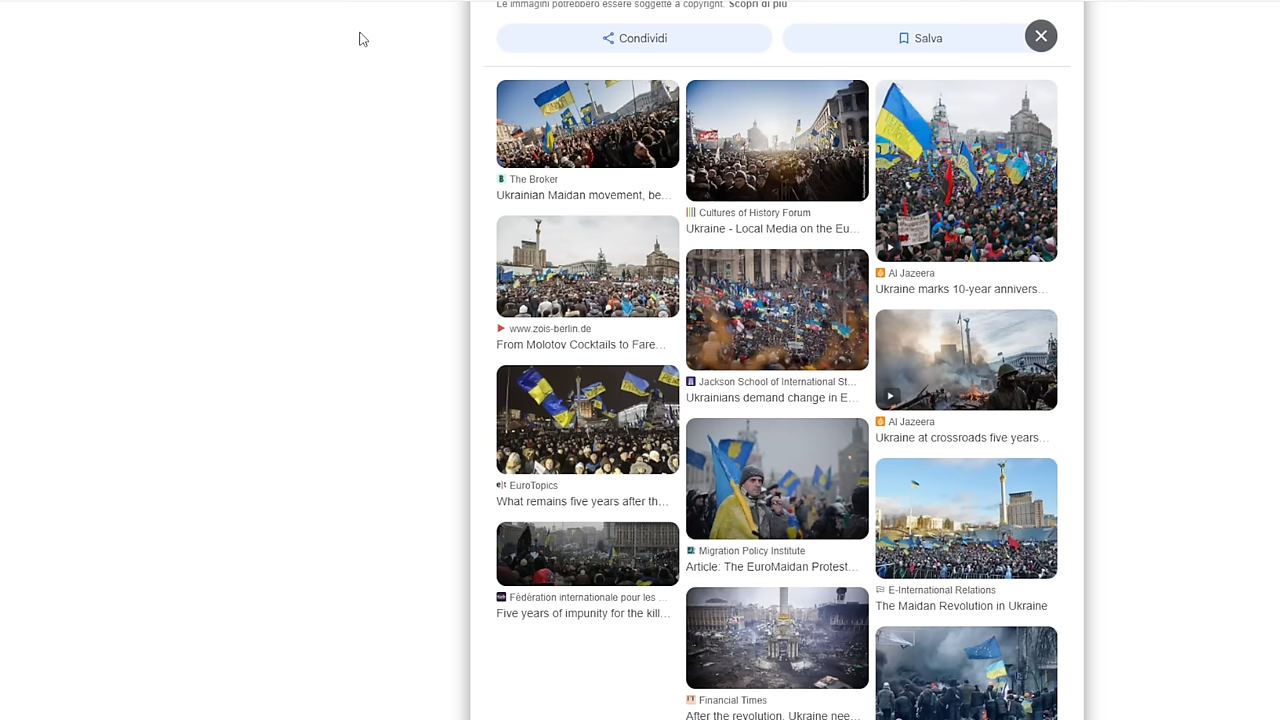 Le immagini potrebbero essere soggette a copyright. Scopri di più
Condividi
Salva
The Broker
Ukrainian Maidan movement, be...
www.zois-berlin.de
From Molotov Cocktails to Fare...
EuroTopics
What remains five years after th...
Fédération internationale pour les ...
Five years of impunity for the kill...
Cultures of History Forum
Ukraine - Local Media on the Eu...
Jackson School of International St...
Ukrainians demand change in E...
Migration Policy Institute
Article: The EuroMaidan Protest...
Financial Times
After the revolution, Ukraine nee...
Al Jazeera
Ukraine marks 10-year annivers...
Al Jazeera
Ukraine at crossroads five years...
E-International Relations
The Maidan Revolution in Ukraine